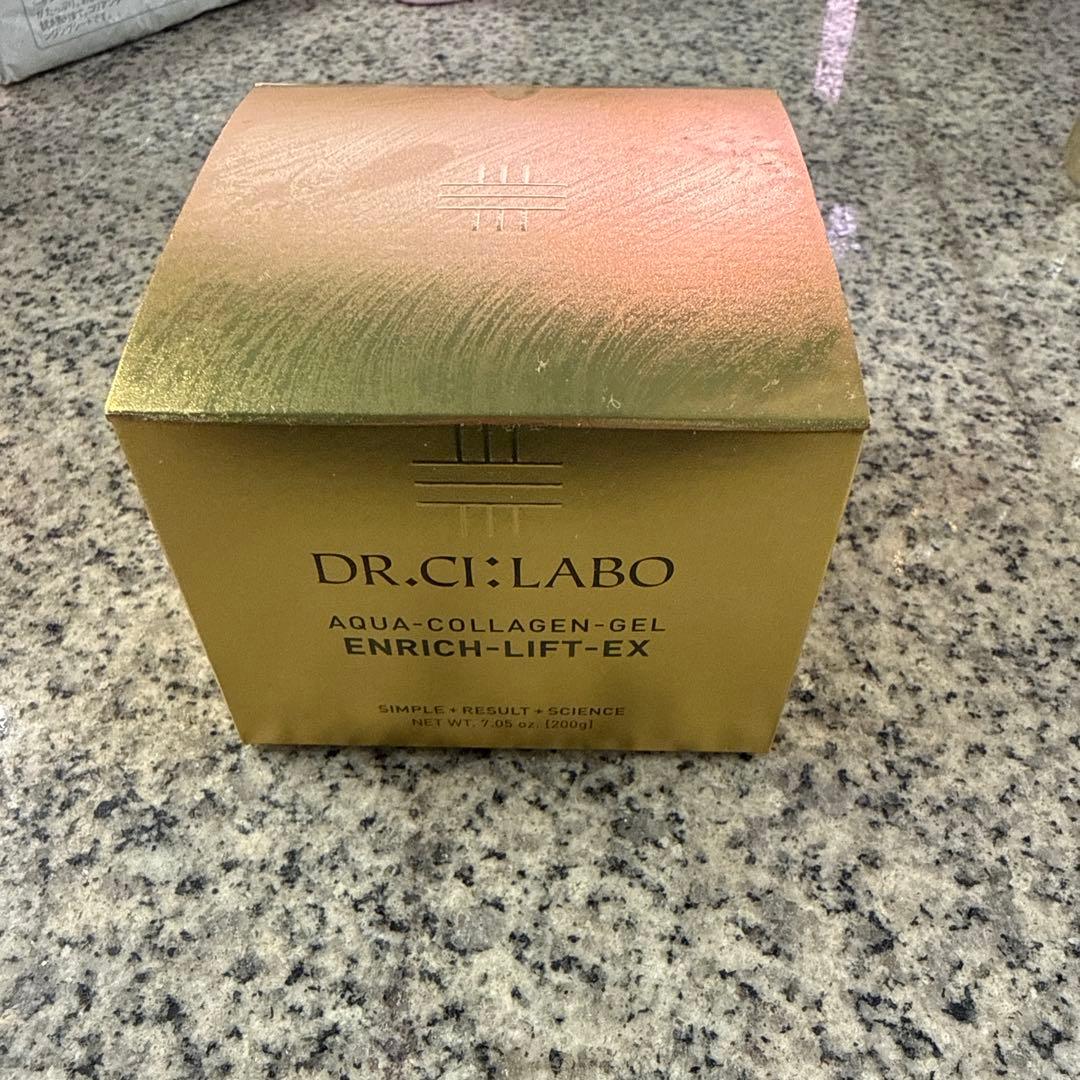 DR.CI:LABO
AQUA-COLLAGEN-GEL
ENRICH-LIFT-EX
SIMPLE + RESULT + SCIENCE
NET WT. 7.05 oz. [200g]